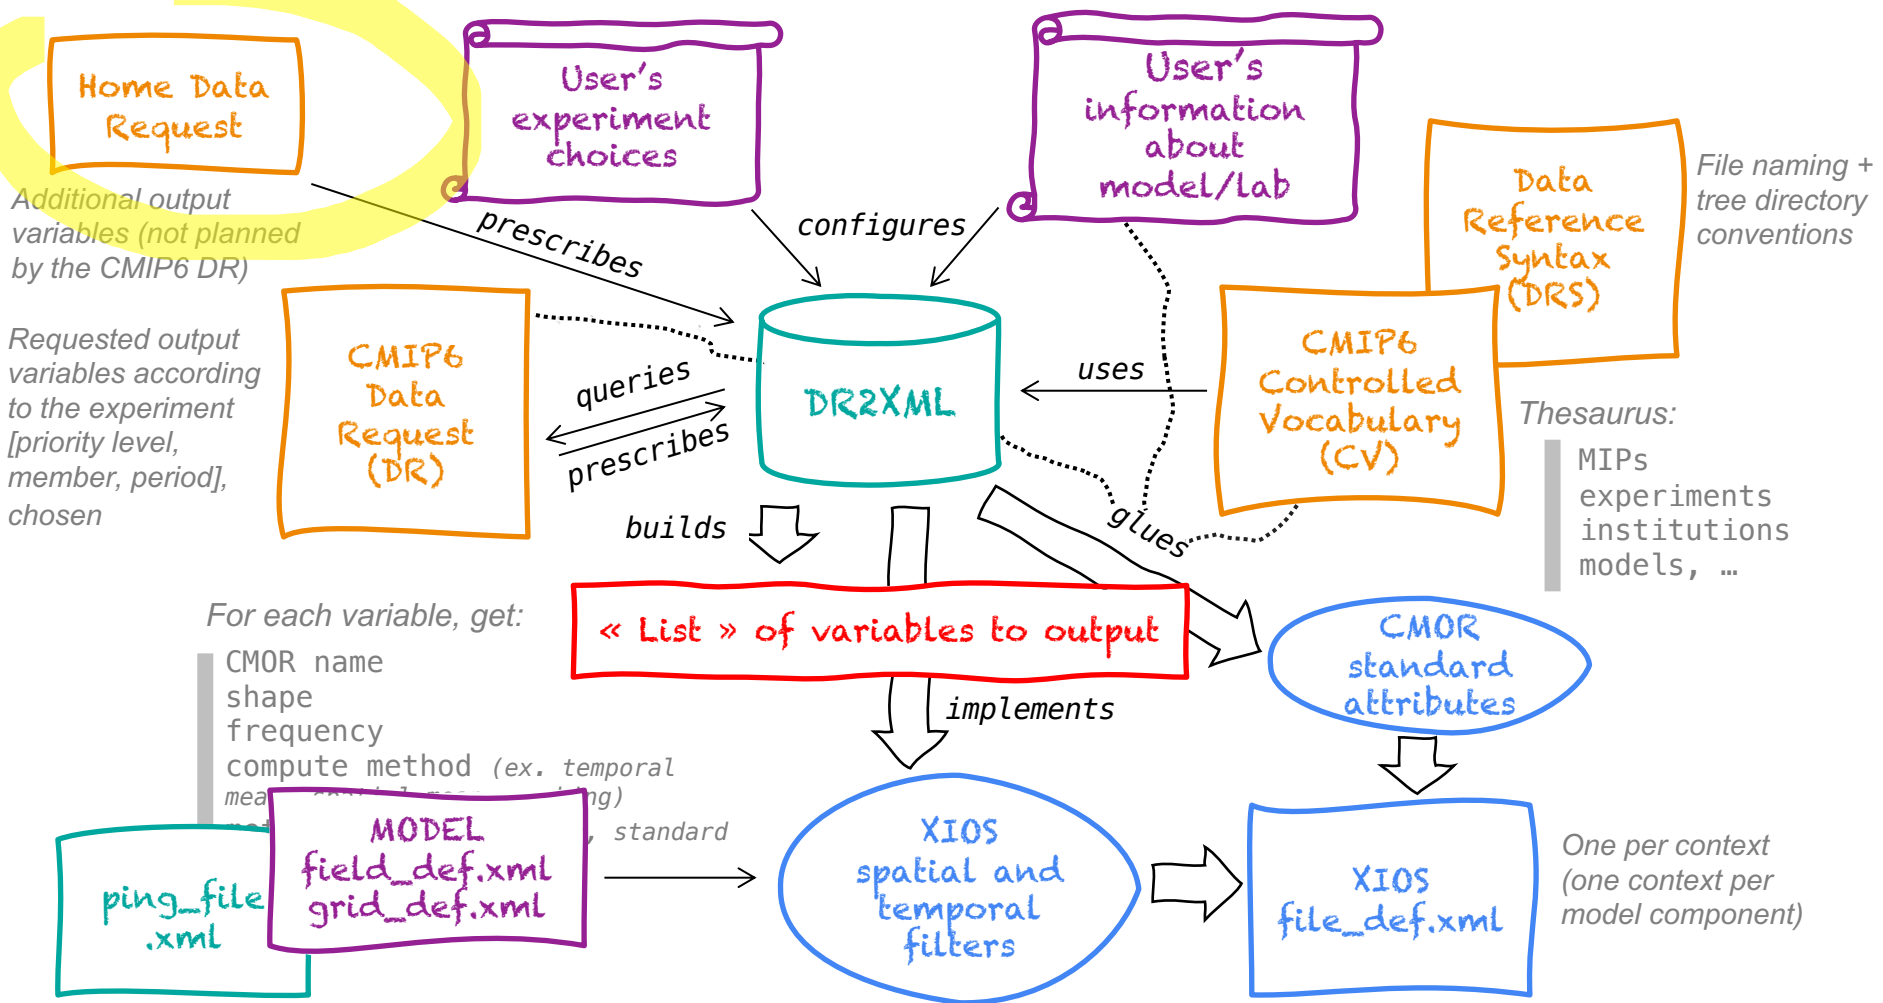 Home Data
Request
Additional output
variables (not planned
by the CMIP6 DR)
User's
experiment
choices
User's
information
about
model/lab
Data
Reference
Syntax
(DRS)
File naming +
tree directory
conventions
prescribes
configures
Requested output
variables according
to the experiment
[priority level,
member, period],
chosen
CMIP6
Data
Request
(DR)
queries
prescribes
DR2XML
uses
CMIP6
Controlled
Vocabulary
(CV)
Thesaurus:
MIPs
experiments
institutions
models, …
builds
glues
« List » of variables to output
For each variable, get:
CMOR name
shape
frequency
compute method (ex. temporal
, standard
implements
CMOR
standard
attributes
ping_file
.xml
MODEL
field_def.xml
grid_def.xml
XIOS
spatial and
temporal
filters
XIOS
file_def.xml
One per context
(one context per
model component)